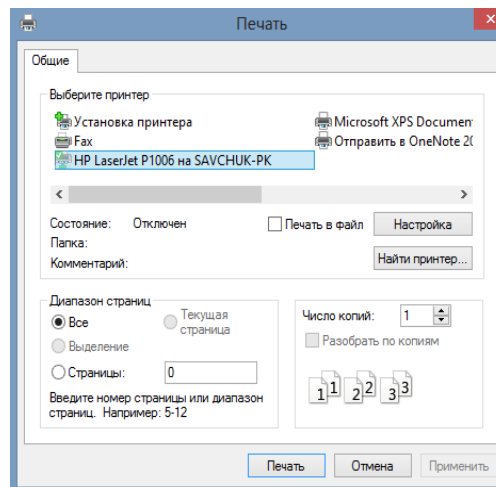 Печать
Общие
Выберите принтер
Установка принтера
Microsoft XPS Documen
Fax
Отправить в OneNote 20
HP LaserJet P1006 на SAVCHUK-PK
Состояние: Отключен
Печать в файл
Настройка
Папка:
Комментарий:
Найти принтер...
Диапазон страниц
Все
Текущая
страница
Выделение
Страницы: 0
Введите номер страницы или диапазон
страниц. Например: 5-12
Число копий: 1
Разобрать по копиям
1 1 2 2 3 3
Печать
Отмена
Применить